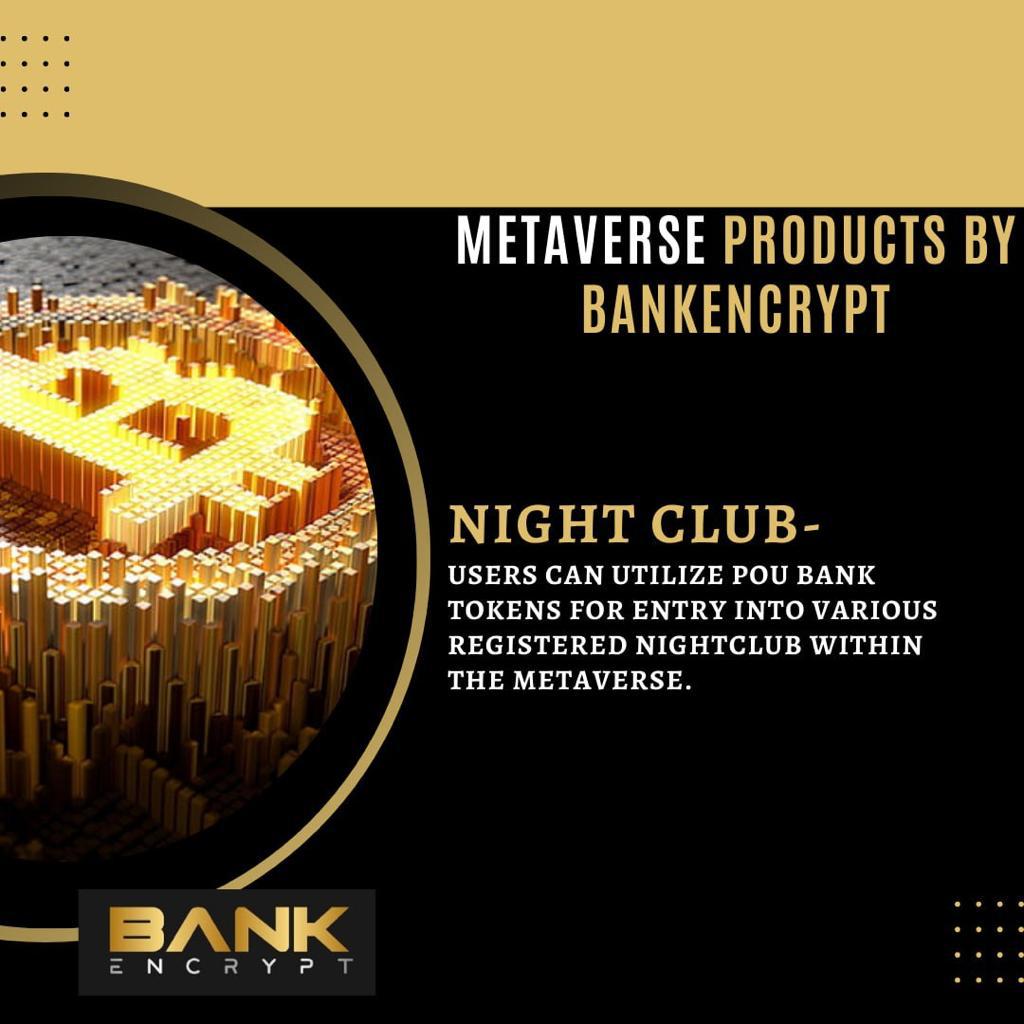 METAVERSE PRODUCTS BY
BANKENCRYPT
NIGHT CLUB-
USERS CAN UTILIZE POU BANK
TOKENS FOR ENTRY INTO VARIOUS
REGISTERED NIGHTCLUB WITHIN
THE METAVERSE.
BANK
ENCRYPT